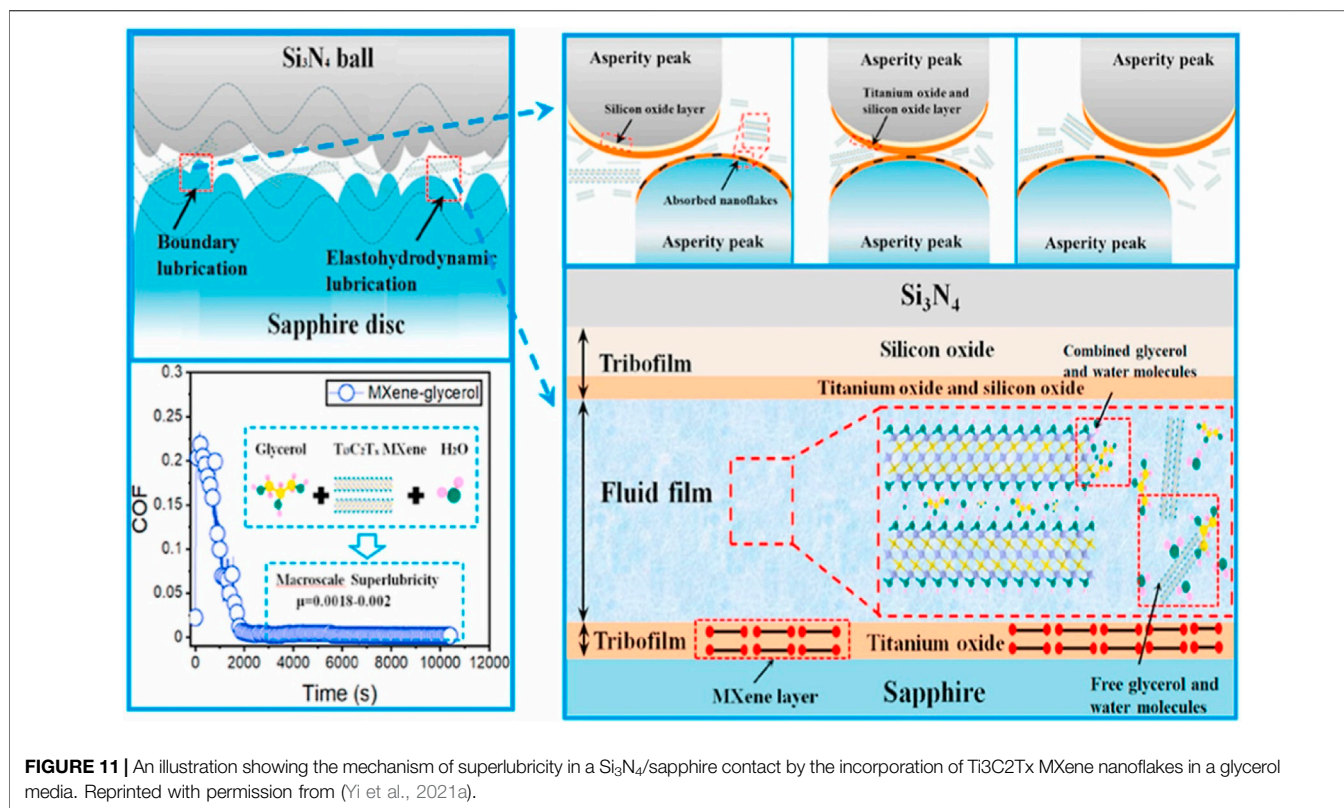 Si₃N₄ ball
Boundary
lubrication
Elastohydrodynamic
lubrication
Sapphire disc
Asperity peak
Silicon oxide layer
Absorbed nanoflakes
Asperity peak
Asperity peak
Titanium oxide and
silicon oxide layer
Asperity peak
Asperity peak
Asperity peak
0.3
0.25
0.2
0.15
0.1
0.05
0
COF
MXene-glycerol
Glycerol
MXene
H2O
Macroscale Superlubricity
μ=0.0018-0.002
0
2000
4000
6000
8000
10000
12000
Time (s)
Si₃N₄
Tribofilm
Silicon oxide
Titanium oxide and silicon oxide
Combined glycerol
and water molecules
Fluid film
Tribofilm
Titanium oxide
MXene layer
Sapphire
Free glycerol and
water molecules
FIGURE 11 | An illustration showing the mechanism of superlubricity in a Si₃N₄/sapphire contact by the incorporation of Ti3C2Tx MXene nanoflakes in a glycerol
media. Reprinted with permission from (Yi et al., 2021a).